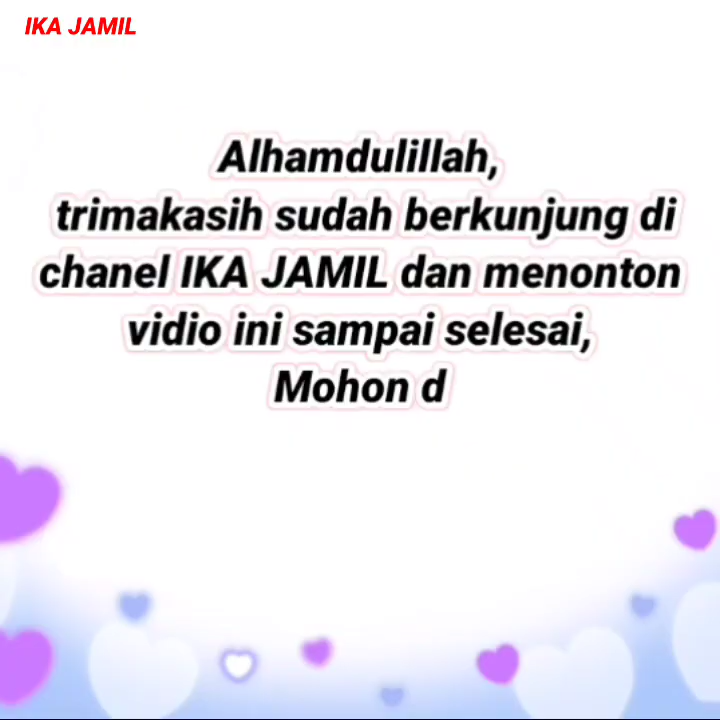 IKA JAMIL
Alhamdulillah,
trimakasih sudah berkunjung di
chanel IKA JAMIL dan menonton
vidio ini sampai selesai,
Mohon d